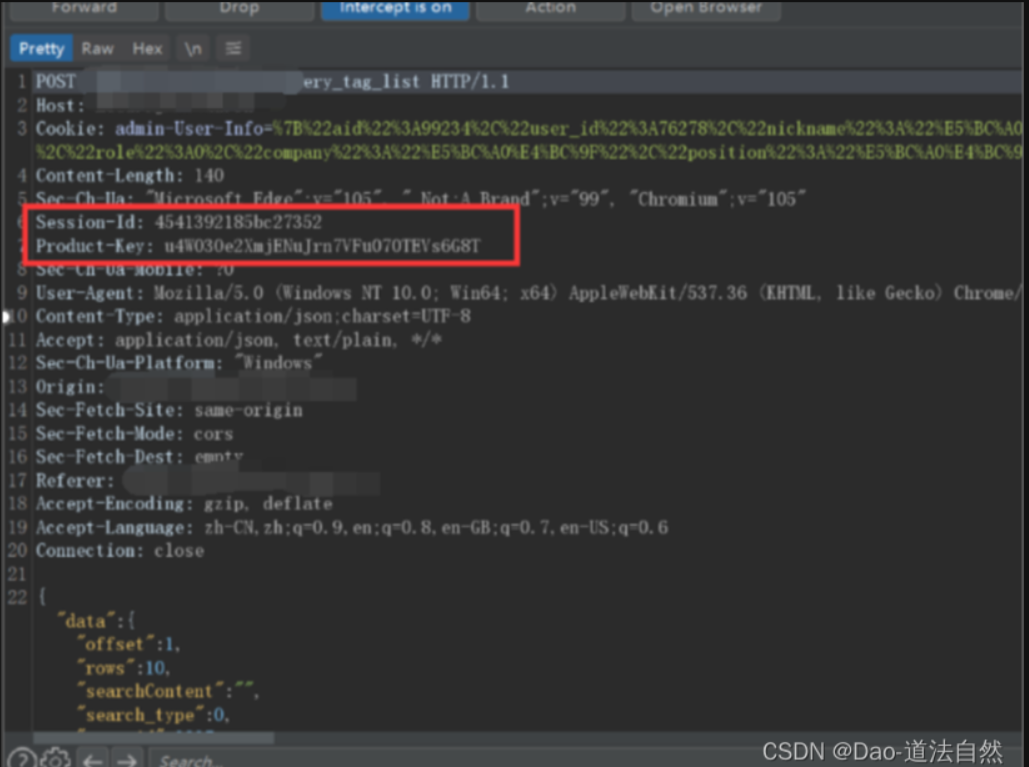 Forward Drop Intercept is on Action Open Browser
Pretty Raw Hex \n
1 POST ery_tag_list HTTP/1.1
2 Host:
3 Cookie: admin-User-Info=%7B%22aid%22%3A99234%2C%22user_id%22%3A76278%2C%22nickname%22%3A%22%E5%BC%A0
%2C%22role%22%3A0%2C%22company%22%3A%22%E5%BC%A0%E4%BC%9F%22%2C%22position%22%3A%22%E5%BC%A0%E4%BC%9
4 Content-Length: 140
5 Sec-Ch-Ua: "Microsoft Edge";v="105", " Not;A Brand";v="99", "Chromium";v="105"
6 Session-Id: 4541392185bc27352
7 Product-Key: u4W030e2XmjENuJrn7VFu070TEVs6G8T
8 Sec-Ch-Ua-Mobile: ?0
9 User-Agent: Mozilla/5.0 (Windows NT 10.0; Win64; x64) AppleWebKit/537.36 (KHTML, like Gecko) Chrome/
10 Content-Type: application/json;charset=UTF-8
11 Accept: application/json, text/plain, */*
12 Sec-Ch-Ua-Platform: "Windows"
13 Origin:
14 Sec-Fetch-Site: same-origin
15 Sec-Fetch-Mode: cors
16 Sec-Fetch-Dest: empty
17 Referer:
18 Accept-Encoding: gzip, deflate
19 Accept-Language: zh-CN,zh;q=0.9,en;q=0.8,en-GB;q=0.7,en-US;q=0.6
20 Connection: close
21
22 {
"data":{
"offset":1,
"rows":10,
"searchContent":"",
"search_type":0,
Search...
CSDN @Dao-道法自然